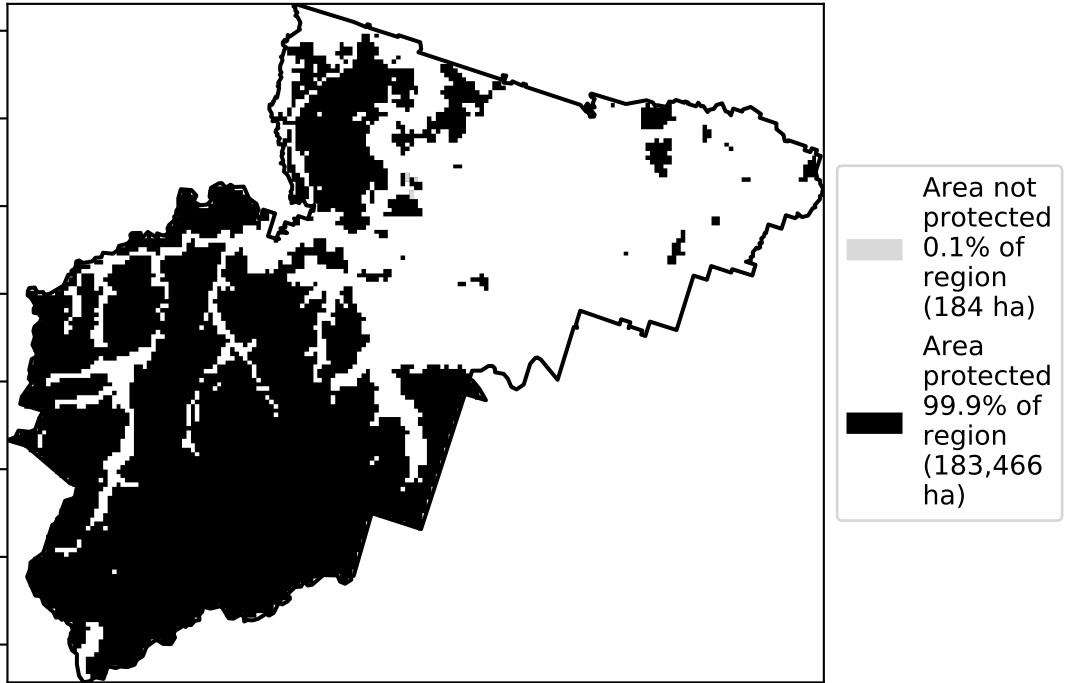 Area not
protected
0.1% of
region
(184 ha)
Area
protected
99.9% of
region
(183,466
ha)